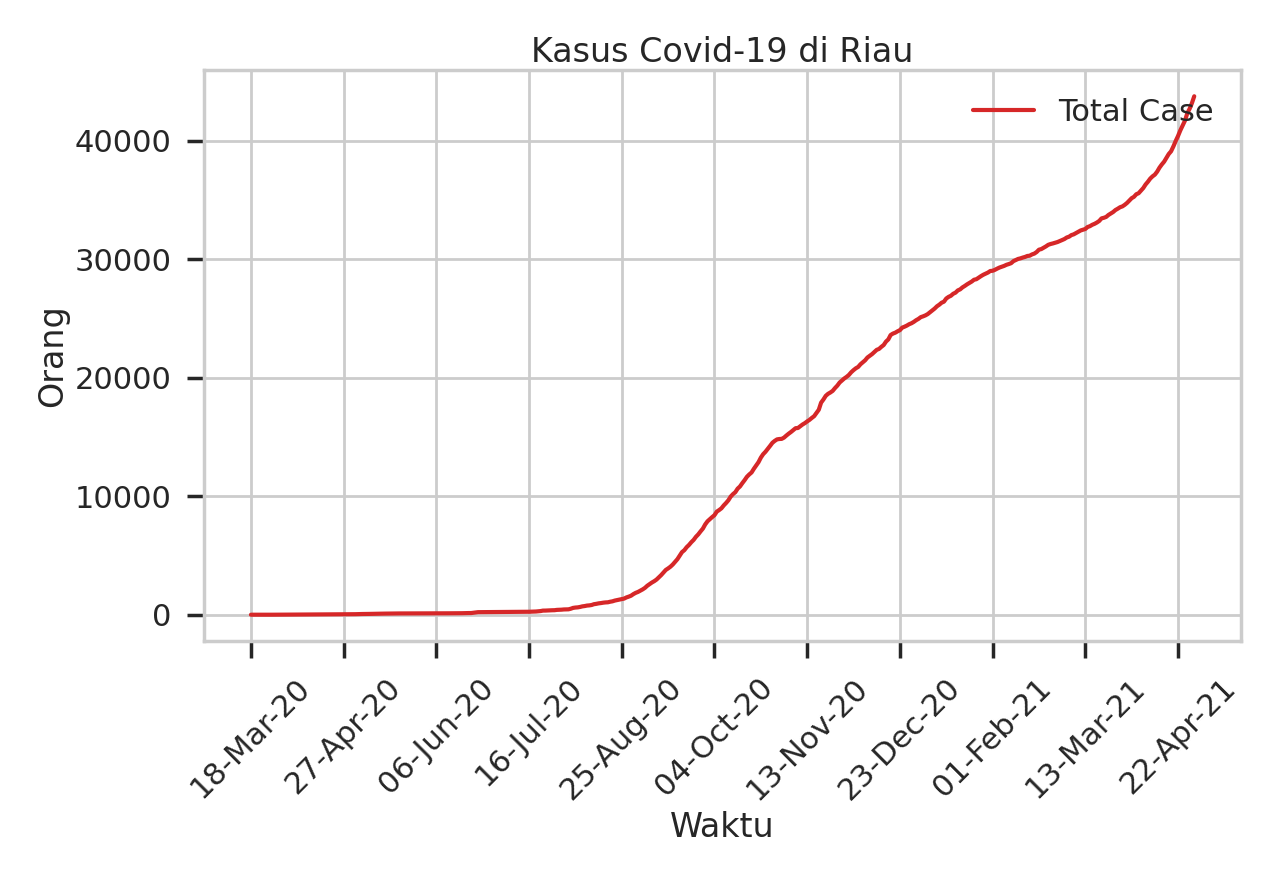 Kasus Covid-19 di Riau
Total Case
40000
30000
20000
10000
0
Orang
18-Mar-20
27-Apr-20
06-Jun-20
16-Jul-20
25-Aug-20
04-Oct-20
13-Nov-20
23-Dec-20
01-Feb-21
13-Mar-21
22-Apr-21
Waktu